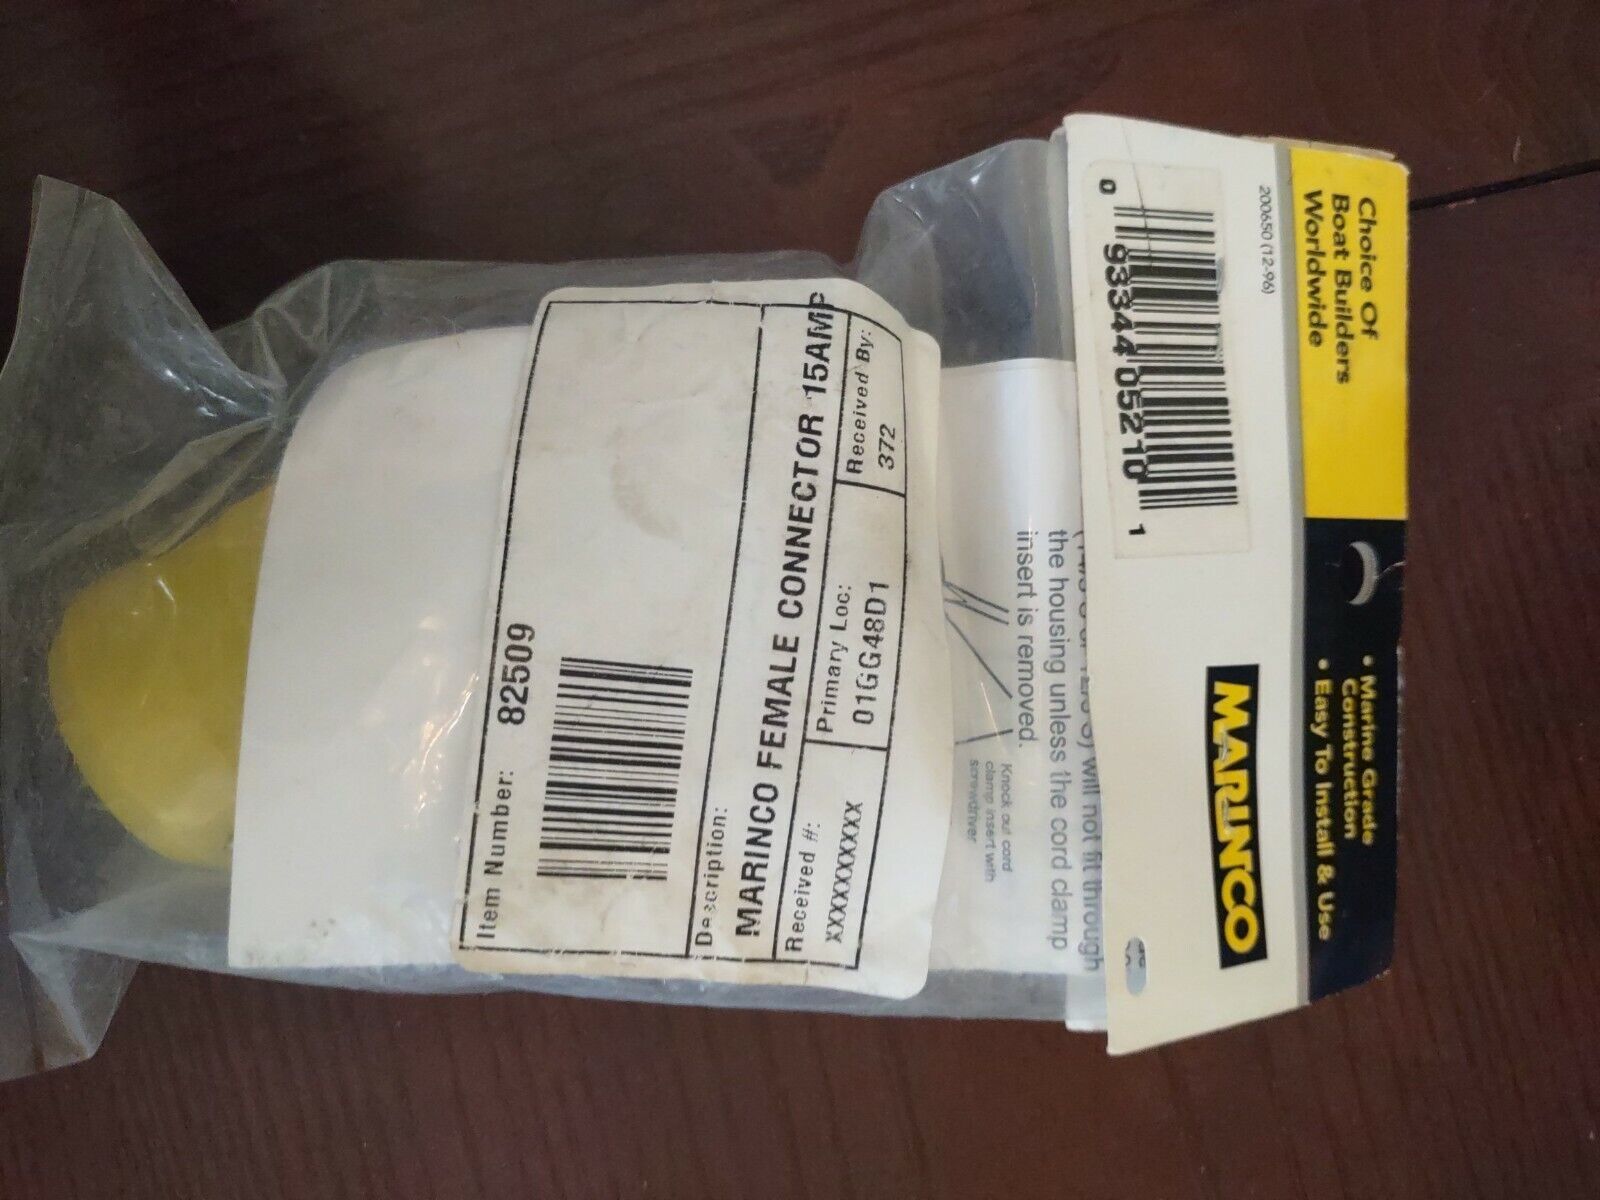 Choice Of
Boat Builders
Worldwide
• Marine Grade
Construction
• Easy To Install & Use
200650 (12-96)
MARINCO
0 93344 05210 1
will not fit through
the housing unless the cord clamp
insert is removed.
Knock out cord
clamp insert with
screwdriver
Item Number: 82509
Description:
MARINCO FEMALE CONNECTOR 15AMP
Received #: Primary Loc: Received By:
XXXXXXXXXX 01GG48D1 372